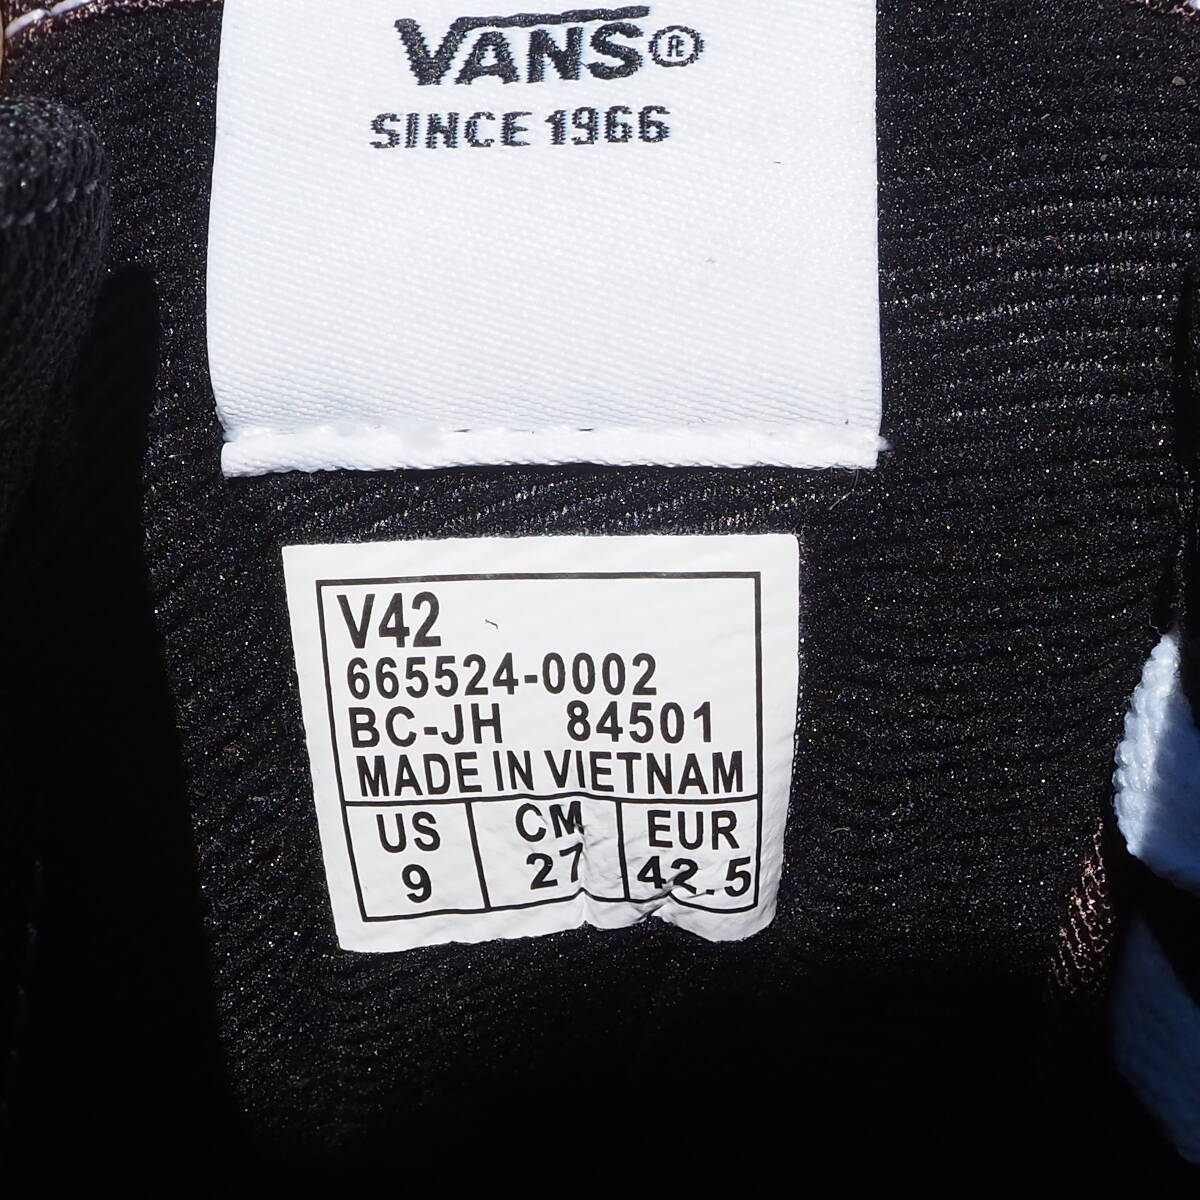 VANS®
SINCE 1966
V42
665524-0002
BC-JH 84501
MADE IN VIETNAM
US CM EUR
9 27 42.5